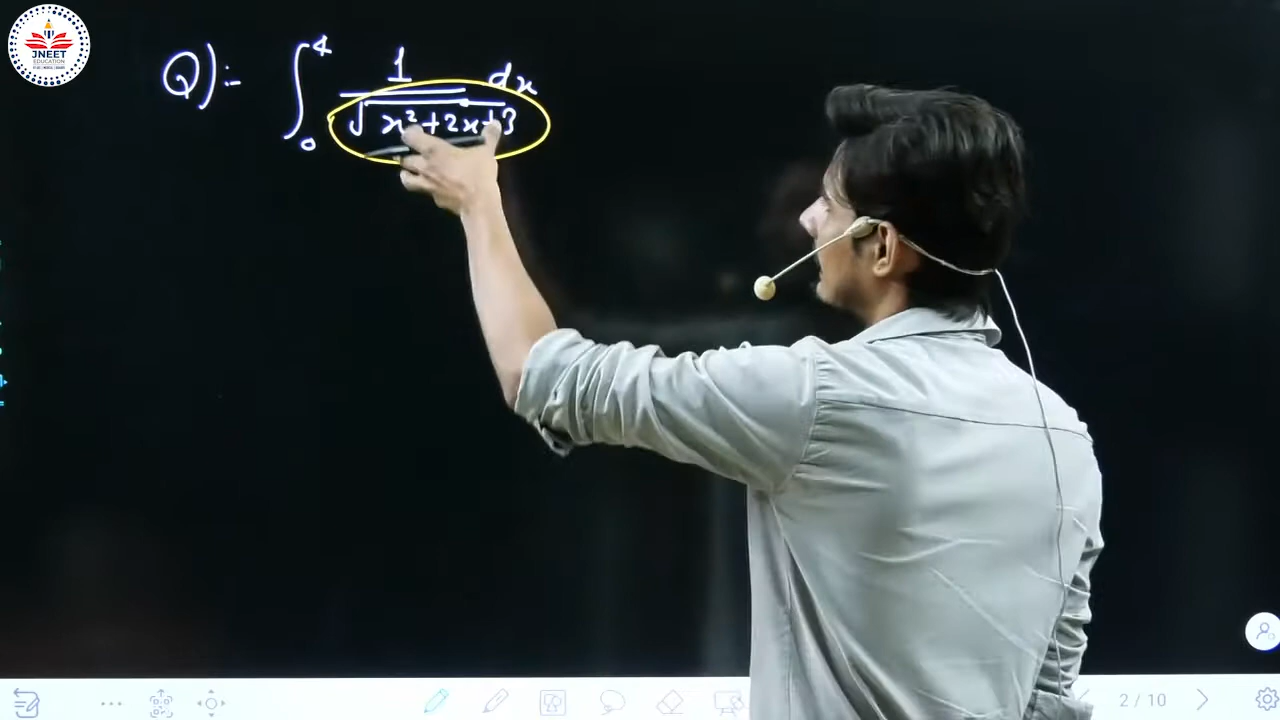 JNEET
EDUCATION
Q):- ∫₀⁴ 1/√(x²+2x+3) dx
2 / 10